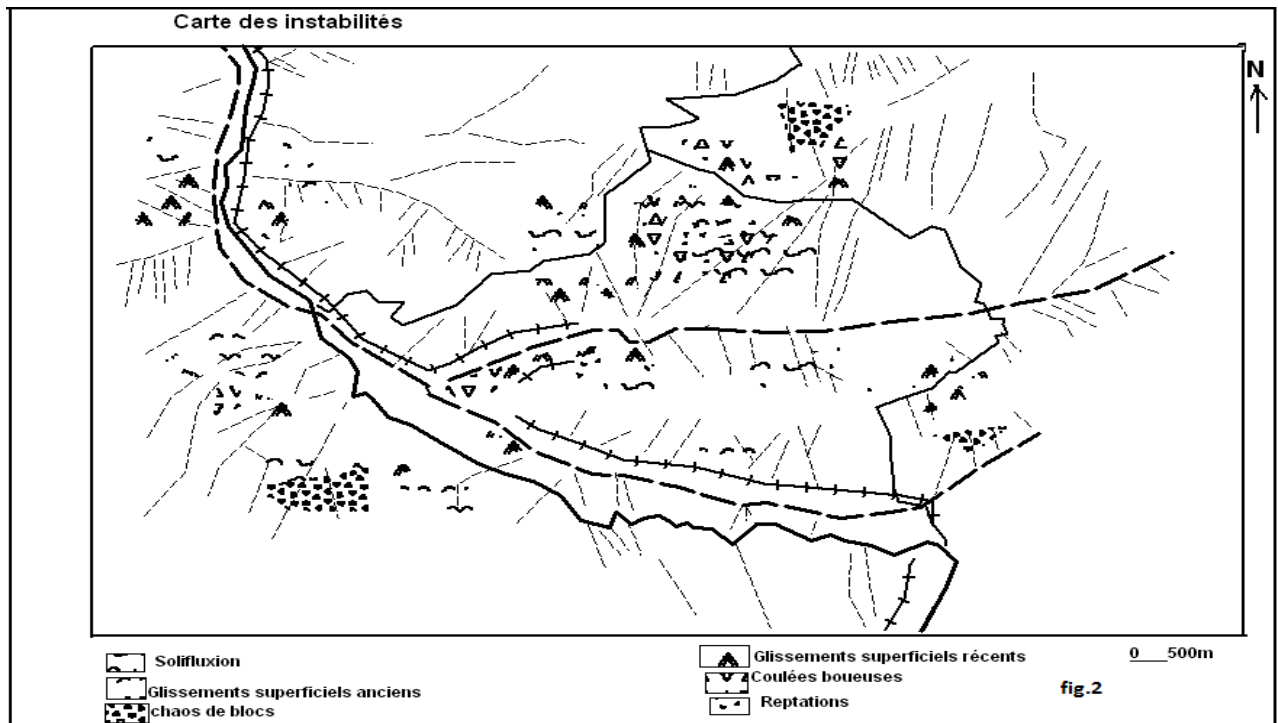 Carte des instabilités
N
Solifluxion
Glissements superficiels anciens
chaos de blocs
Glissements superficiels récents
Coulées boueuses
Reptations
0 500m
fig.2